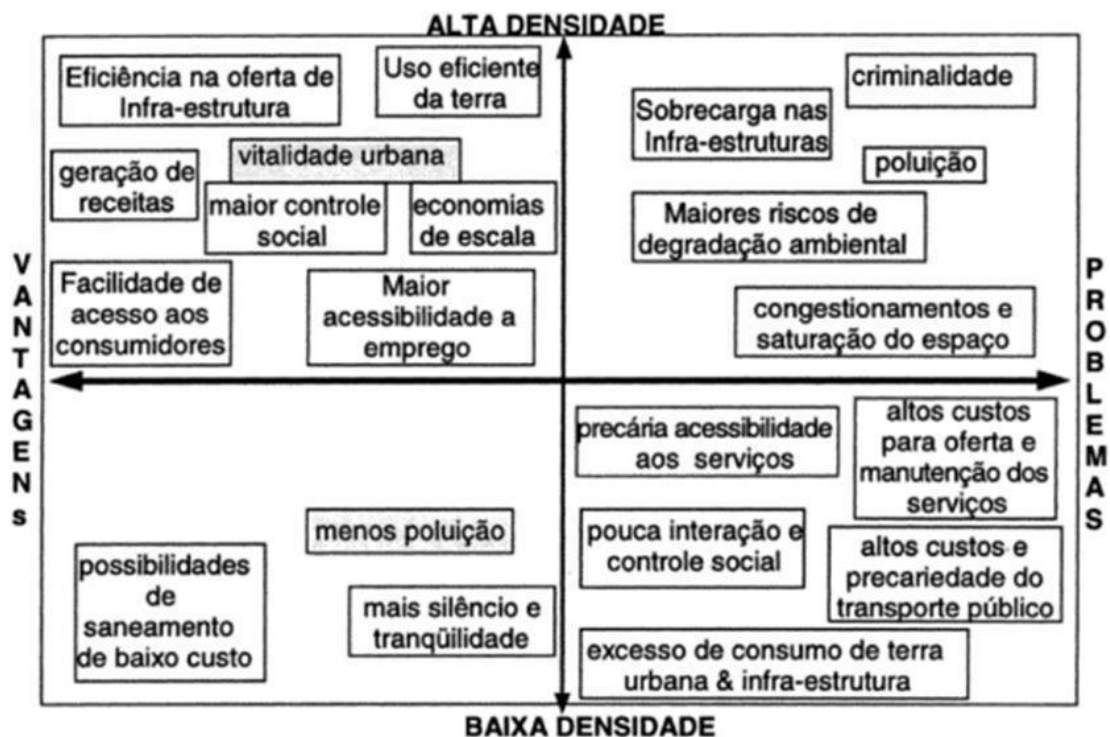 ALTA DENSIDADE
Eficiência na oferta de
Infra-estrutura
Uso eficiente
da terra
vitalidade urbana
geração de
receitas
maior controle
social
economias
de escala
Facilidade de
acesso aos
consumidores
Maior
acessibilidade a
emprego
criminalidade
Sobrecarga nas
Infra-estruturas
poluição
Maiores riscos de
degradação ambiental
congestionamentos e
saturação do espaço
VANTAGENs
PROBLEMAS
menos poluição
possibilidades
de
saneamento
de baixo custo
mais silêncio e
tranqüilidade
precária acessibilidade
aos serviços
altos custos
para oferta e
manutenção dos
serviços
pouca interação e
controle social
altos custos e
precariedade do
transporte público
excesso de consumo de terra
urbana & infra-estrutura
BAIXA DENSIDADE